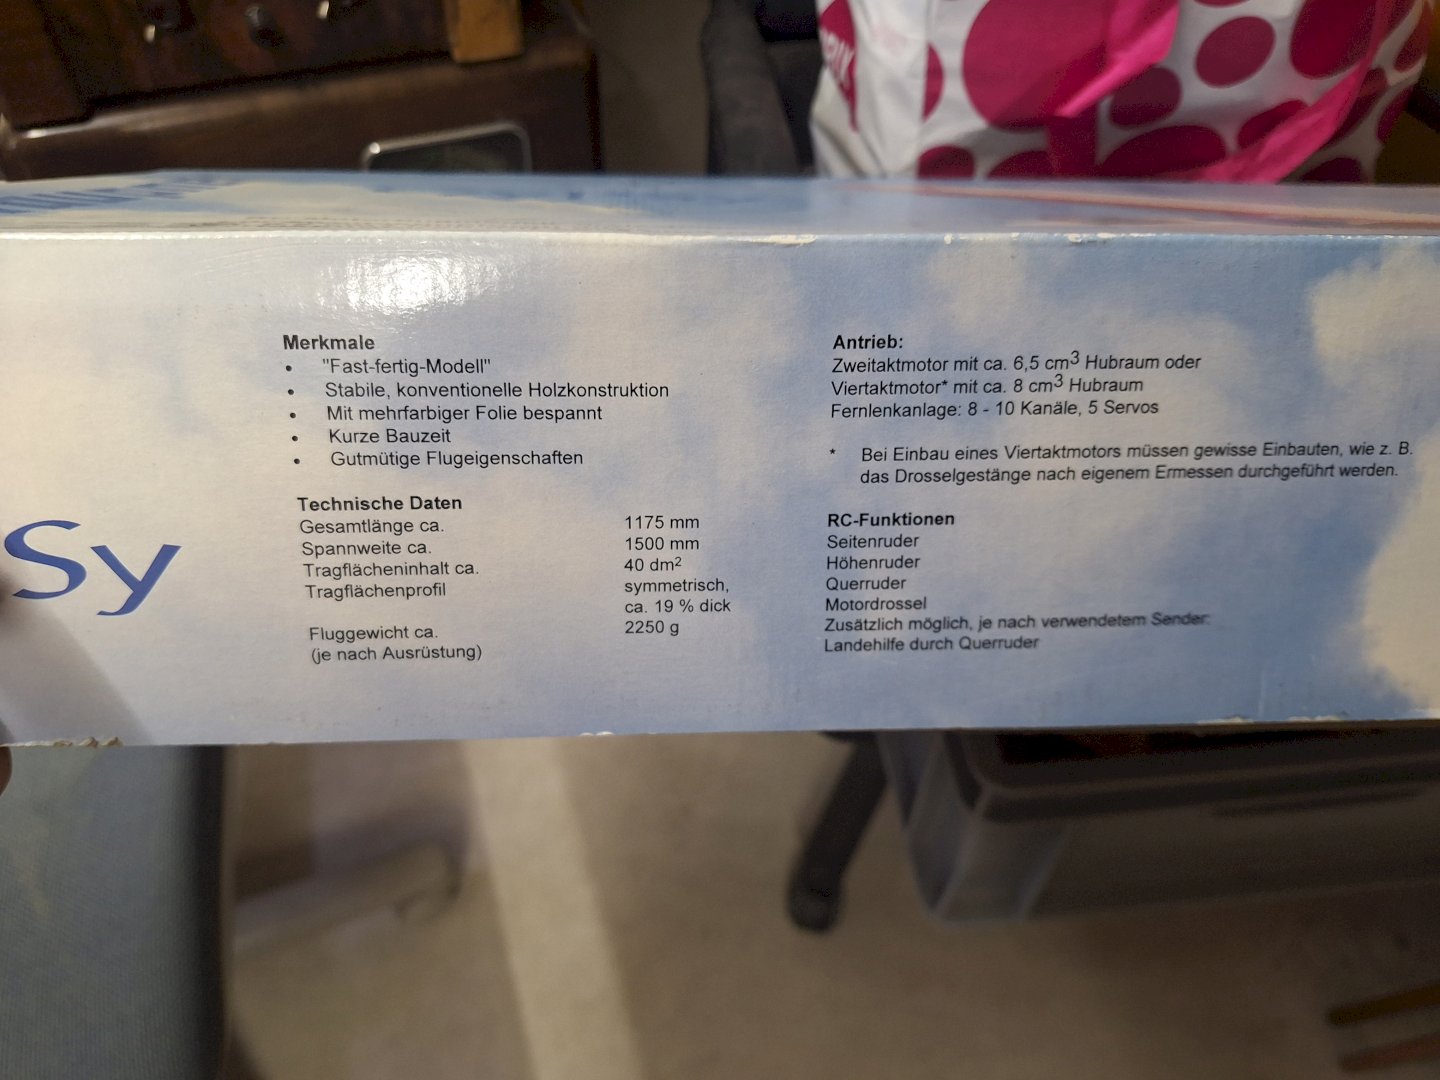 Sy
Merkmale
• "Fast-fertig-Modell"
• Stabile, konventionelle Holzkonstruktion
• Mit mehrfarbiger Folie bespannt
• Kurze Bauzeit
• Gutmütige Flugeigenschaften
Technische Daten
Gesamtlänge ca. 1175 mm
Spannweite ca. 1500 mm
Tragflächeninhalt ca. 40 dm²
Tragflächenprofil symmetrisch,
ca. 19 % dick
Fluggewicht ca. 2250 g
(je nach Ausrüstung)
Antrieb:
Zweitaktmotor mit ca. 6,5 cm³ Hubraum oder
Viertaktmotor* mit ca. 8 cm³ Hubraum
Fernlenkanlage: 8 - 10 Kanäle, 5 Servos
* Bei Einbau eines Viertaktmotors müssen gewisse Einbauten, wie z. B.
das Drosselgestänge nach eigenem Ermessen durchgeführt werden.
RC-Funktionen
Seitenruder
Höhenruder
Querruder
Motordrossel
Zusätzlich möglich, je nach verwendetem Sender:
Landehilfe durch Querruder